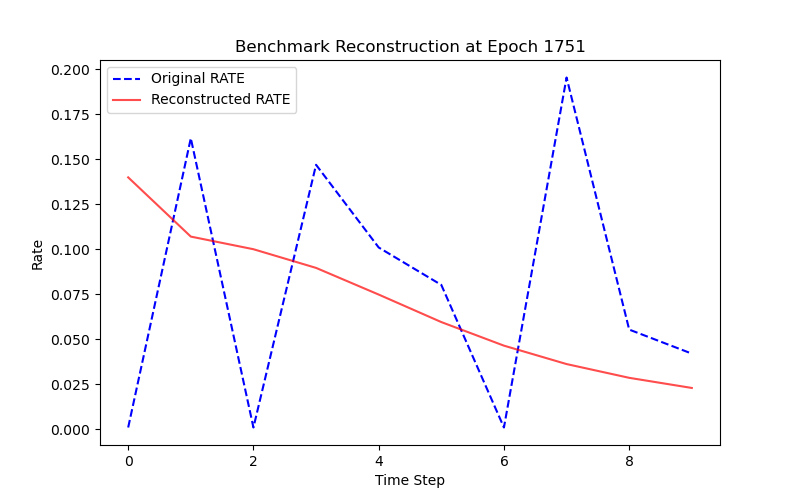 Benchmark Reconstruction at Epoch 1751
Original RATE
Reconstructed RATE
0.200
0.175
0.150
0.125
0.100
0.075
0.050
0.025
0.000
Rate
0 2 4 6 8
Time Step